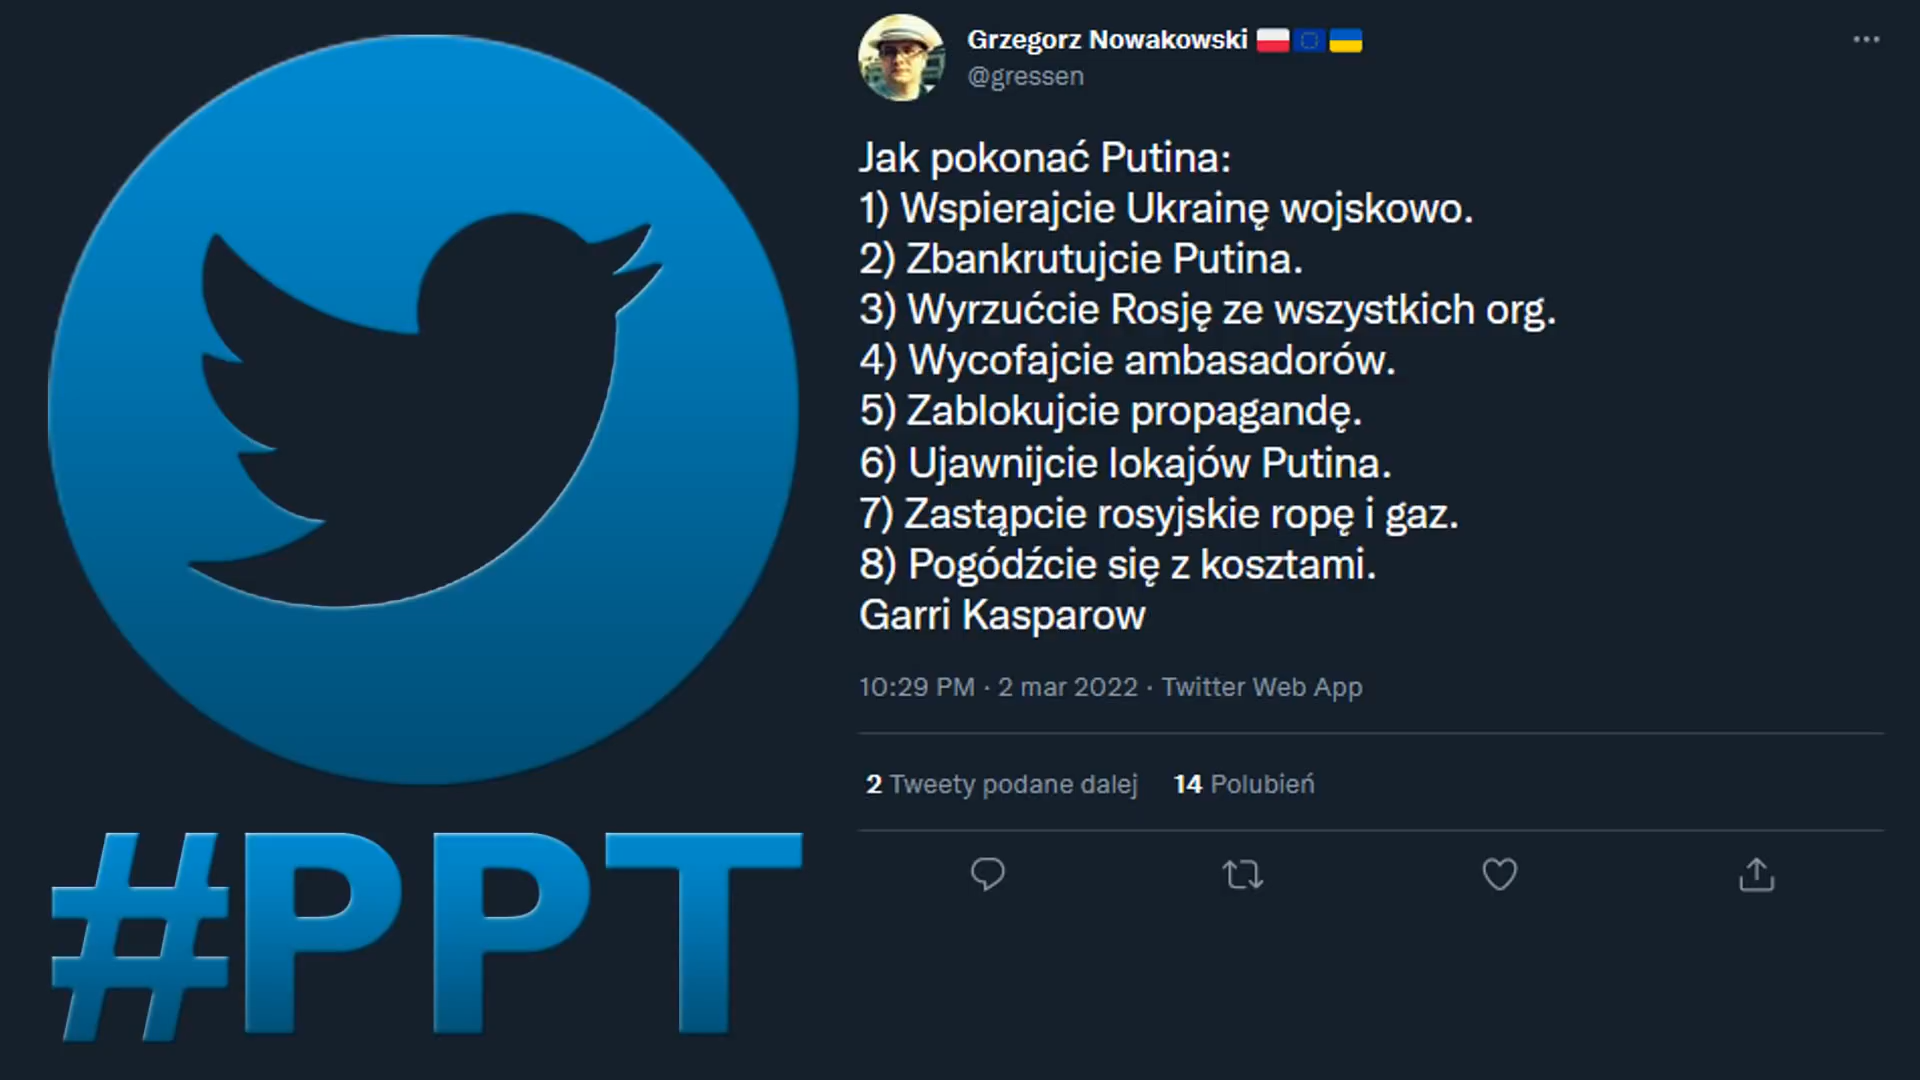 Grzegorz Nowakowski 🇵🇱🇪🇺🇺🇦
@gressen
Jak pokonać Putina:
1) Wspierajcie Ukrainę wojskowo.
2) Zbankrutujcie Putina.
3) Wyrzućcie Rosję ze wszystkich org.
4) Wycofajcie ambasadorów.
5) Zablokujcie propagandę.
6) Ujawnijcie lokajów Putina.
7) Zastąpcie rosyjskie ropę i gaz.
8) Pogódźcie się z kosztami.
Garri Kasparow
10:29 PM · 2 mar 2022 · Twitter Web App
2 Tweety podane dalej 14 Polubień
#PPT